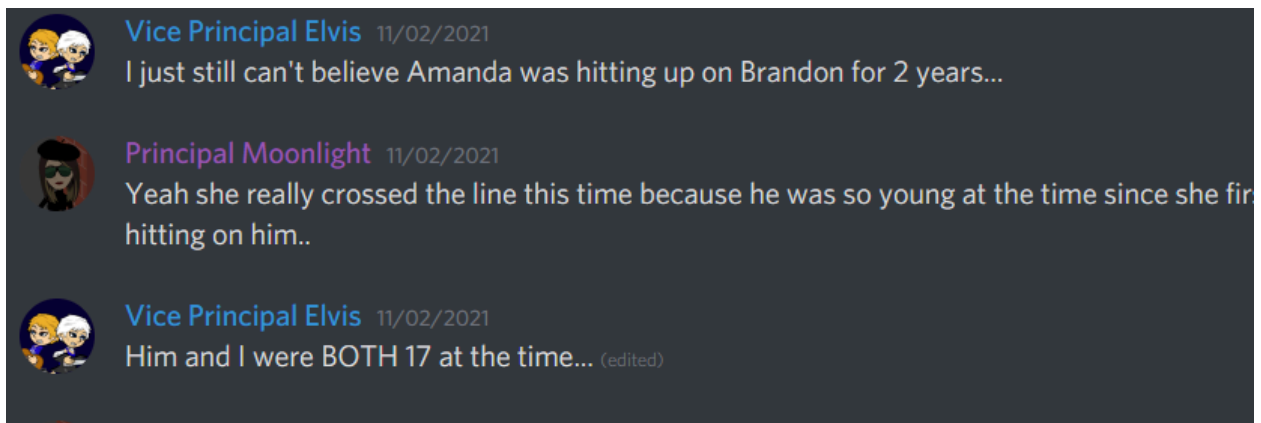 Vice Principal Elvis 11/02/2021
I just still can't believe Amanda was hitting up on Brandon for 2 years...
Principal Moonlight 11/02/2021
Yeah she really crossed the line this time because he was so young at the time since she
hitting on him..
Vice Principal Elvis 11/02/2021
Him and I were BOTH 17 at the time... (edited)